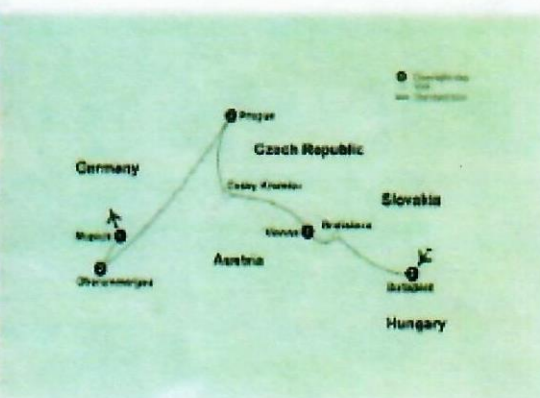 Prague
Czech Republic
Germany
Cesky Krumlov
Slovakia
Munich
Vienna
Bratislava
Austria
Oberammergau
Budapest
Hungary